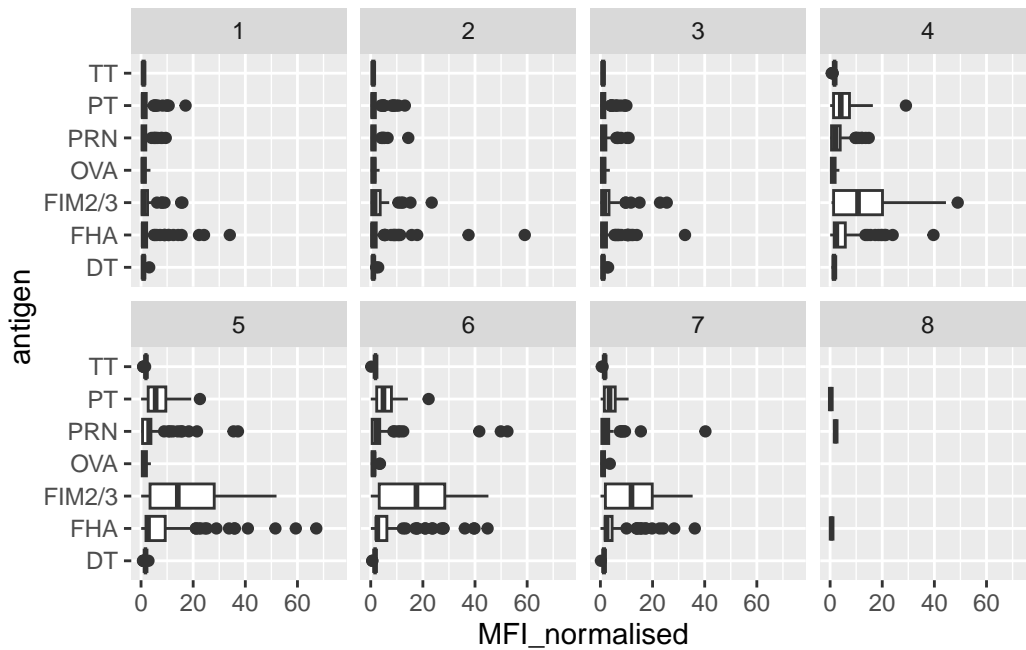 1 2 3 4
TT
PT
PRN
OVA
FIM2/3
FHA
DT
antigen
5 6 7 8
TT
PT
PRN
OVA
FIM2/3
FHA
DT
0 20 40 60 0 20 40 60 0 20 40 60 0 20 40 60
MFI_normalised